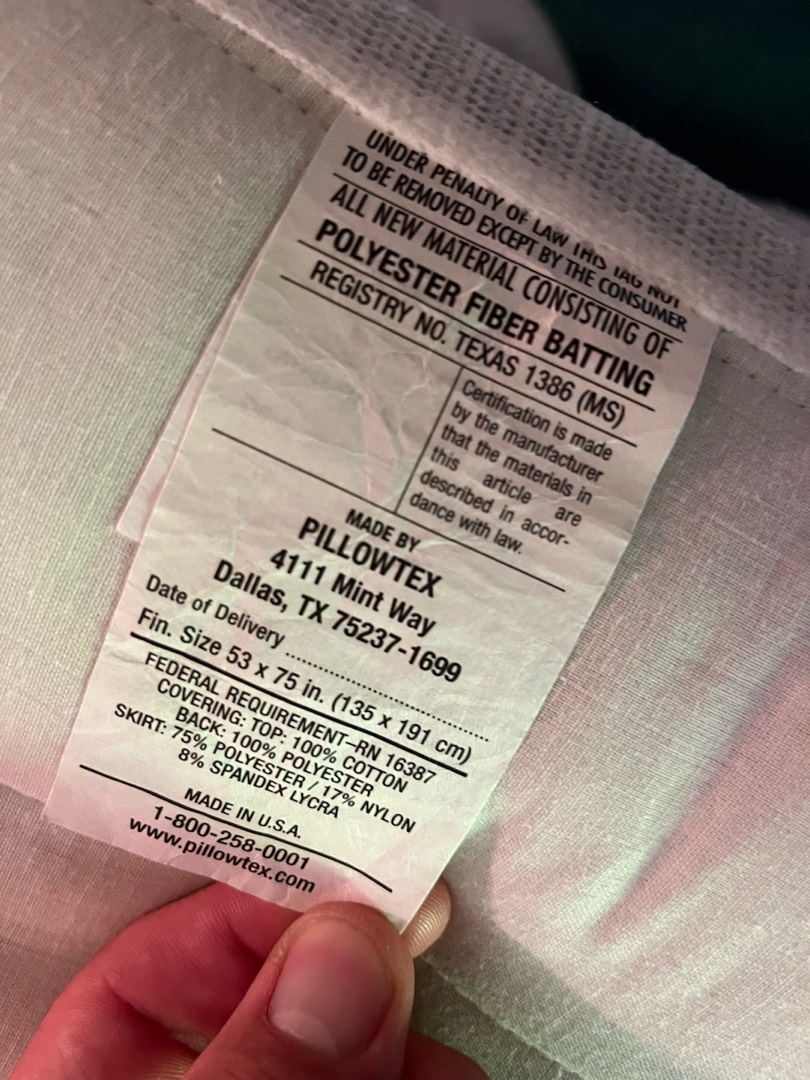 UNDER PENALTY OF LAW THIS TAG NOT
TO BE REMOVED EXCEPT BY THE CONSUMER
ALL NEW MATERIAL CONSISTING OF
POLYESTER FIBER BATTING
REGISTRY NO. TEXAS 1386 (MS)
Certification is made
by the manufacturer
that the materials in
this article are
described in accor-
dance with law.
MADE BY
PILLOWTEX
4111 Mint Way
Dallas, TX 75237-1699
Date of Delivery ................................
Fin. Size 53 x 75 in. (135 x 191 cm)
FEDERAL REQUIREMENT–RN 16387
COVERING: TOP: 100% COTTON
BACK: 100% POLYESTER
SKIRT: 75% POLYESTER / 17% NYLON
8% SPANDEX LYCRA
MADE IN U.S.A.
1-800-258-0001
www.pillowtex.com